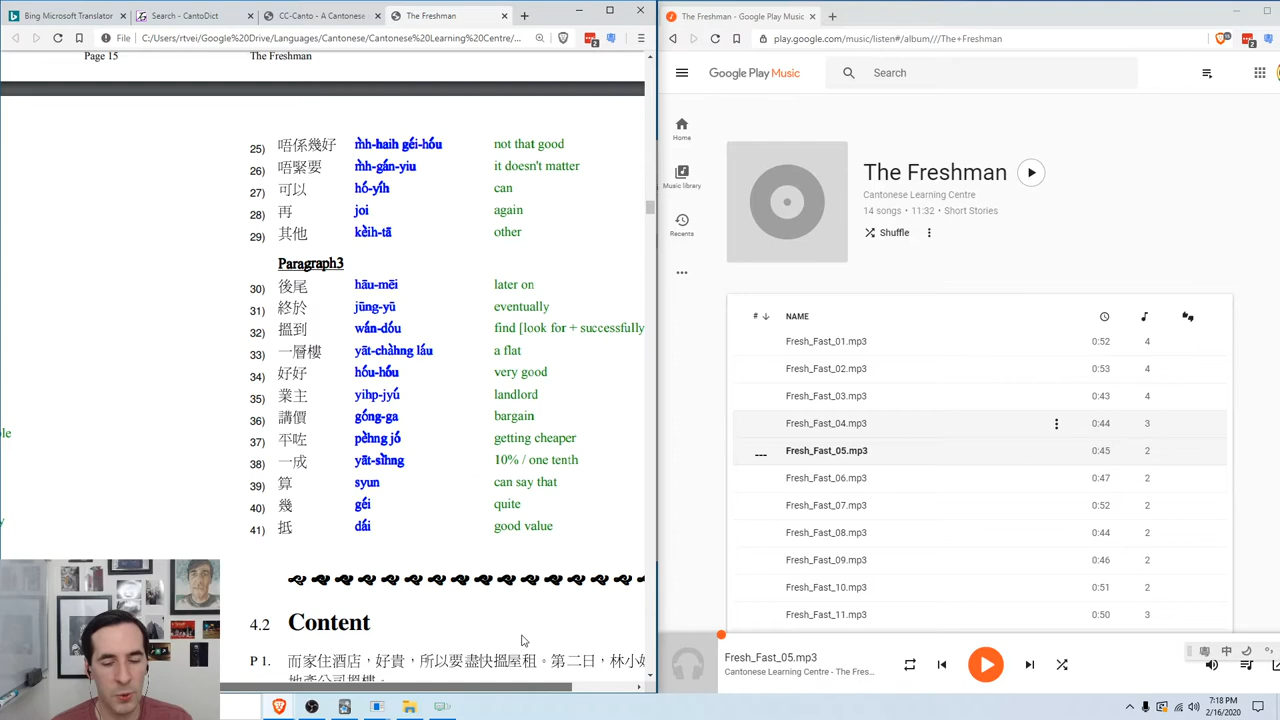 Bing Microsoft Translator
Search - CantoDict
CC-Canto - A Cantonese
The Freshman
File
C:/Users/rtvei/Google%20Drive/Languages/Cantonese/Cantonese%20Learning%20Centre/...
Page 15
The Freshman
25) 唔係幾好 m̀h-haih géi-hóu not that good
26) 唔緊要 m̀h-gán-yiu it doesn't matter
27) 可以 hó-yíh can
28) 再 joi again
29) 其他 kèih-tā other
Paragraph3
30) 後尾 hāu-mēi later on
31) 終於 jūng-yū eventually
32) 搵到 wán-dóu find [look for + successfully
33) 一層樓 yāt-chàhng láu a flat
34) 好好 hóu-hóu very good
35) 業主 yihp-jyú landlord
36) 講價 góng-ga bargain
37) 平咗 pèhng jó getting cheaper
38) 一成 yāt-sìhng 10% / one tenth
39) 算 syun can say that
40) 幾 géi quite
41) 抵 dái good value
4.2 Content
P 1. 而家住酒店，好貴，所以要盡快搵屋租。第二日，林小
地產公司搵樓。
The Freshman - Google Play Music
play.google.com/music/listen#/album///The+Freshman
Google Play Music
Search
Home
Music library
Recents
The Freshman
Cantonese Learning Centre
14 songs • 11:32 • Short Stories
Shuffle
# NAME
Fresh_Fast_01.mp3 0:52 4
Fresh_Fast_02.mp3 0:53 4
Fresh_Fast_03.mp3 0:43 4
Fresh_Fast_04.mp3 0:44 3
Fresh_Fast_05.mp3 0:45 2
Fresh_Fast_06.mp3 0:47 2
Fresh_Fast_07.mp3 0:52 2
Fresh_Fast_08.mp3 0:44 2
Fresh_Fast_09.mp3 0:46 2
Fresh_Fast_10.mp3 0:51 2
Fresh_Fast_11.mp3 0:50 3
Fresh_Fast_05.mp3
Cantonese Learning Centre - The Fres...
中
7:18 PM
2/16/2020